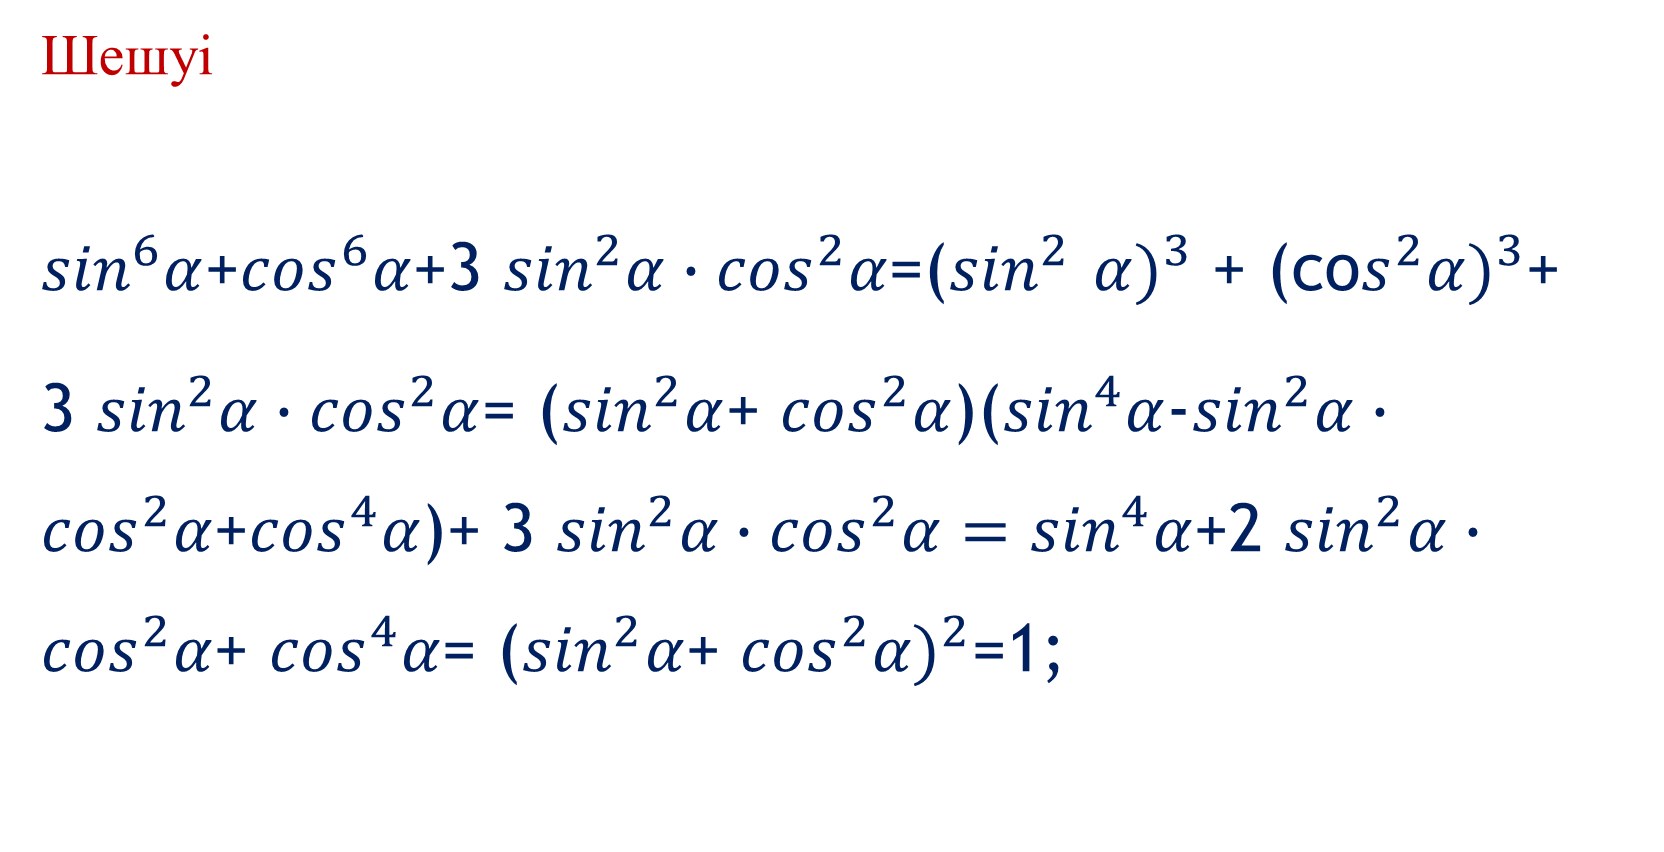 Шешуі
𝑠𝑖𝑛⁶𝛼+𝑐𝑜𝑠⁶𝛼+3 𝑠𝑖𝑛²𝛼 · 𝑐𝑜𝑠²𝛼=(𝑠𝑖𝑛² 𝛼)³ + (co𝑠²𝛼)³+
3 𝑠𝑖𝑛²𝛼 · 𝑐𝑜𝑠²𝛼= (𝑠𝑖𝑛²𝛼+ 𝑐𝑜𝑠²𝛼)(𝑠𝑖𝑛⁴𝛼-𝑠𝑖𝑛²𝛼 ·
𝑐𝑜𝑠²𝛼+𝑐𝑜𝑠⁴𝛼)+ 3 𝑠𝑖𝑛²𝛼 · 𝑐𝑜𝑠²𝛼 = 𝑠𝑖𝑛⁴𝛼+2 𝑠𝑖𝑛²𝛼 ·
𝑐𝑜𝑠²𝛼+ 𝑐𝑜𝑠⁴𝛼= (𝑠𝑖𝑛²𝛼+ 𝑐𝑜𝑠²𝛼)²=1;